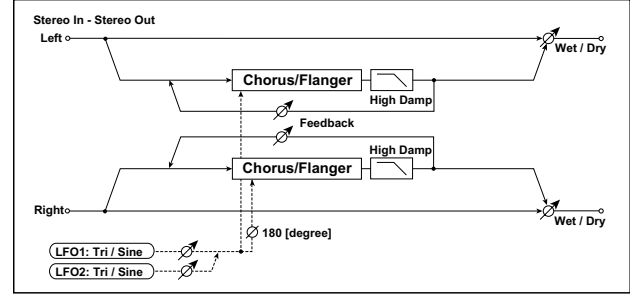 Stereo In - Stereo Out
Left
Wet / Dry
Chorus/Flanger
High Damp
Feedback
High Damp
Chorus/Flanger
Right
Wet / Dry
180 [degree]
LFO1: Tri / Sine
LFO2: Tri / Sine